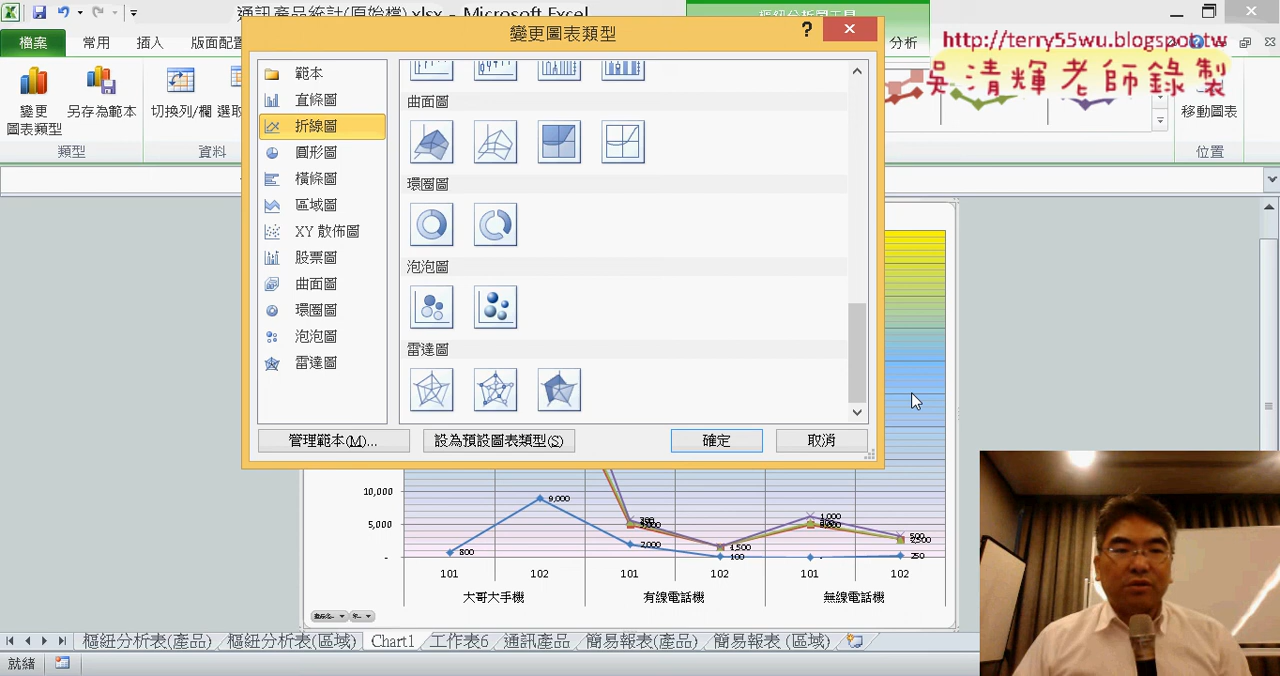 通訊產品統計(原始檔).xlsx - Microsoft Excel
樞紐分析圖工具
變更圖表類型
?
檔案
常用
插入
版面配置
分析
http://terry55wu.blogspot.tw
吳清輝老師錄製
變更
圖表類型
另存為範本
切換列/欄
選取
移動圖表
類型
資料
位置
範本
直條圖
折線圖
圓形圖
橫條圖
區域圖
XY 散佈圖
股票圖
曲面圖
環圈圖
泡泡圖
雷達圖
曲面圖
環圈圖
泡泡圖
雷達圖
管理範本(M)...
設為預設圖表類型(S)
確定
取消
10,000
5,000
-
800
9,000
2,000
1,500
100
1,000
250
101
102
101
102
101
102
大哥大手機
有線電話機
無線電話機
樞紐分析表(產品)
樞紐分析表(區域)
Chart1
工作表6
通訊產品
簡易報表(產品)
簡易報表 (區域)
就緒